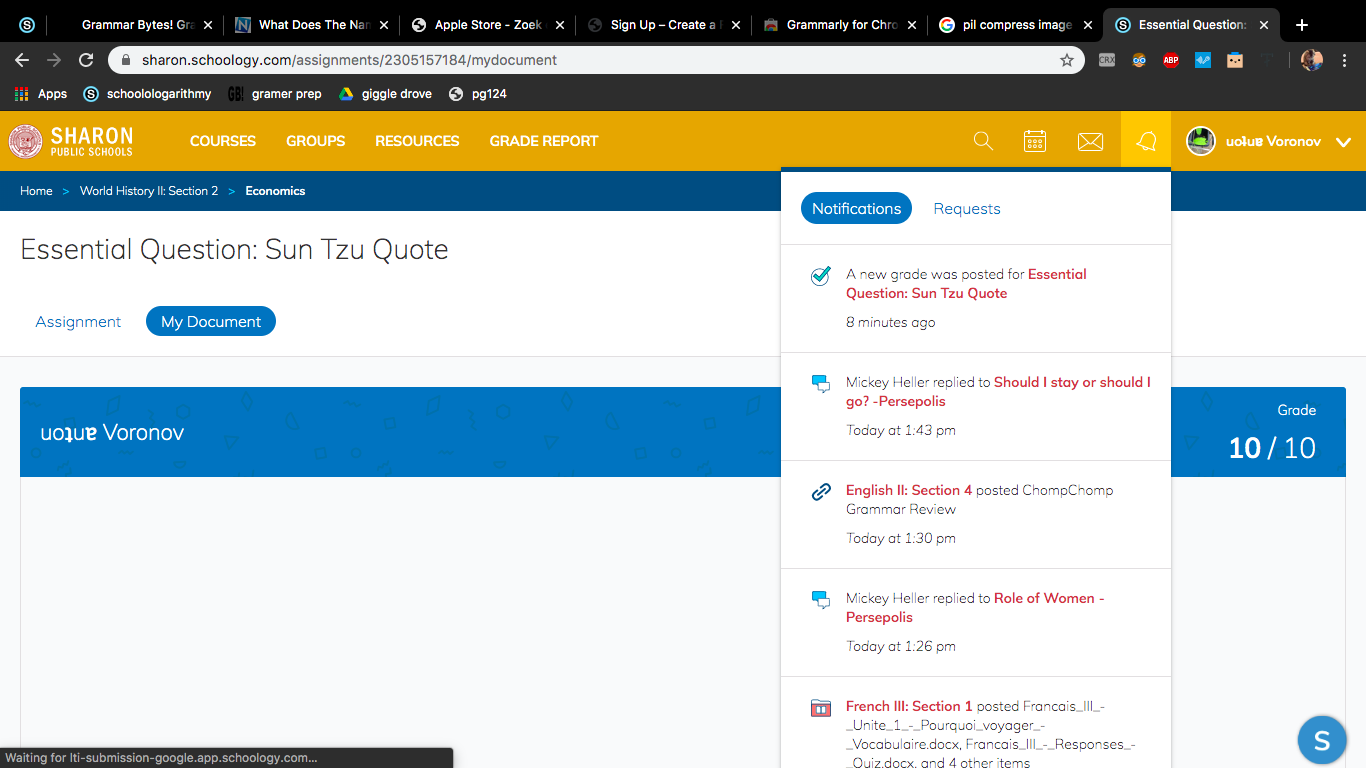 Grammar Bytes! Gra
What Does The Nam
Apple Store - Zoek
Sign Up – Create a F
Grammarly for Chro
pil compress image
Essential Question:
sharon.schoology.com/assignments/2305157184/mydocument
CRX
ABP
Apps
schoolologarithmy
GB!
gramer prep
giggle drove
pg124
SHARON
PUBLIC SCHOOLS
COURSES
GROUPS
RESOURCES
GRADE REPORT
Voronov
Home > World History II: Section 2 > Economics
Essential Question: Sun Tzu Quote
Assignment
My Document
Voronov
Grade
10 / 10
Notifications
Requests
A new grade was posted for Essential
Question: Sun Tzu Quote
8 minutes ago
Mickey Heller replied to Should I stay or should I
go? -Persepolis
Today at 1:43 pm
English II: Section 4 posted ChompChomp
Grammar Review
Today at 1:30 pm
Mickey Heller replied to Role of Women -
Persepolis
Today at 1:26 pm
French III: Section 1 posted Francais_III_-
_Unite_1_-_Pourquoi_voyager_-
_Vocabulaire.docx, Francais_III_-_Responses_-
_Quiz.docx, and 4 other items
S
Waiting for lti-submission-google.app.schoology.com...